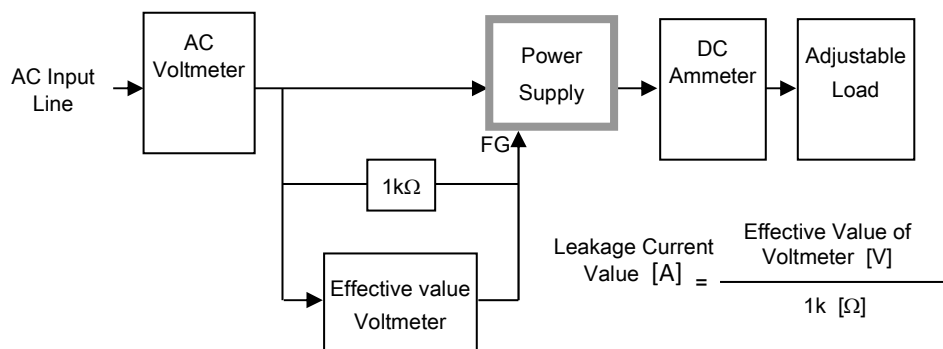 AC Input
Line
AC
Voltmeter
Power
Supply
DC
Ammeter
Adjustable
Load
FG
1kΩ
Effective value
Voltmeter
Leakage Current
Value [A] =
Effective Value of
Voltmeter [V]
1k [Ω]